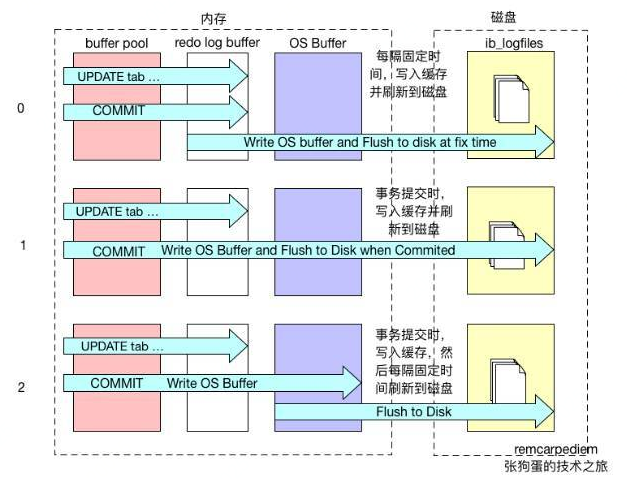 内存
磁盘
buffer pool
redo log buffer
OS Buffer
ib_logfiles
0
UPDATE tab ...
COMMIT
每隔固定时
间，写入缓存
并刷新到磁盘
Write OS buffer and Flush to disk at fix time
1
UPDATE tab ...
事务提交时，
写入缓存并刷
新到磁盘
COMMIT
Write OS Buffer and Flush to Disk when Commited
2
UPDATE tab ...
COMMIT
Write OS Buffer
事务提交时，
写入缓存，然
后每隔固定时
间刷新到磁盘
Flush to Disk
remcarpediem
张狗蛋的技术之旅